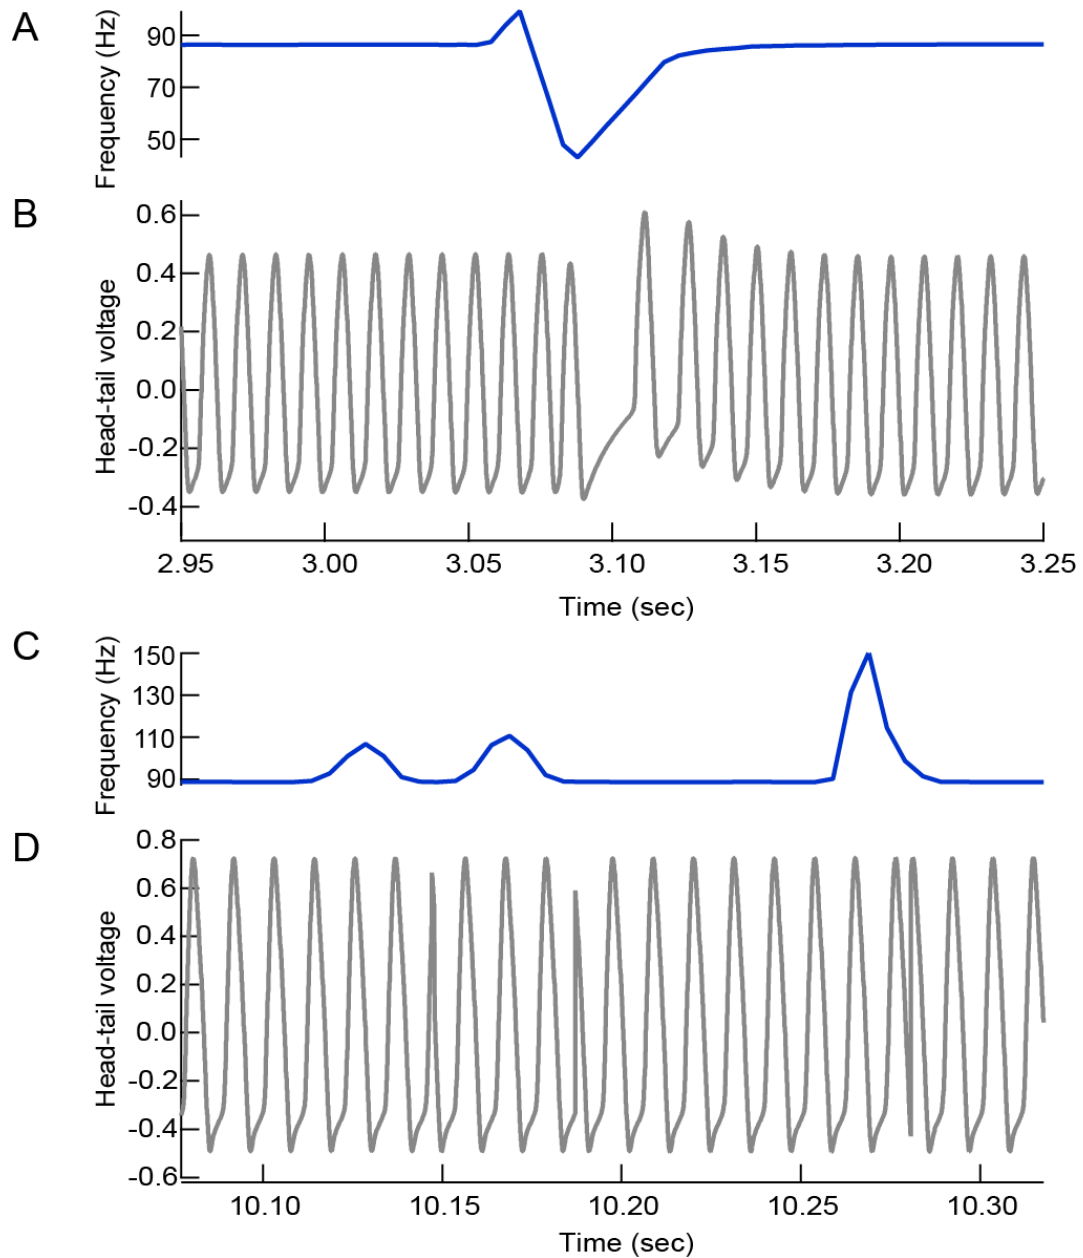 A
Frequency (Hz)
90
70
50
B
Head-tail voltage
0.6
0.4
0.2
0.0
-0.2
-0.4
2.95 3.00 3.05 3.10 3.15 3.20 3.25
Time (sec)
C
Frequency (Hz)
150
130
110
90
D
Head-tail voltage
0.8
0.6
0.4
0.2
0.0
-0.2
-0.4
-0.6
10.10 10.15 10.20 10.25 10.30
Time (sec)